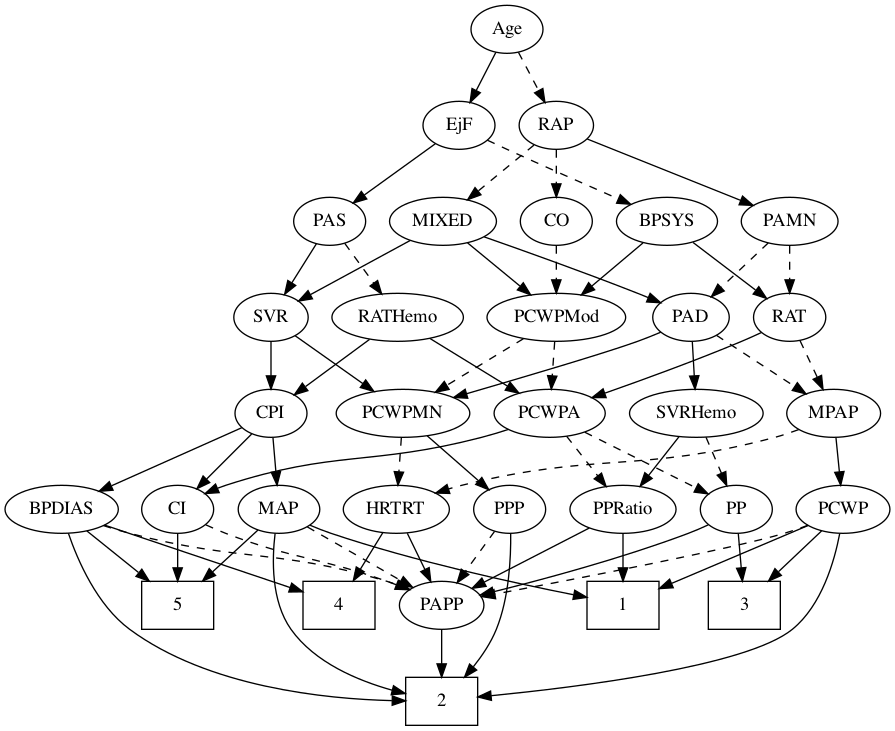 Age
EjF RAP
PAS MIXED CO BPSYS PAMN
SVR RATHemo PCWPMod PAD RAT
CPI PCWPMN PCWPA SVRHemo MPAP
BPDIAS CI MAP HRTRT PPP PPRatio PP PCWP
5 4 PAPP 1 3
2